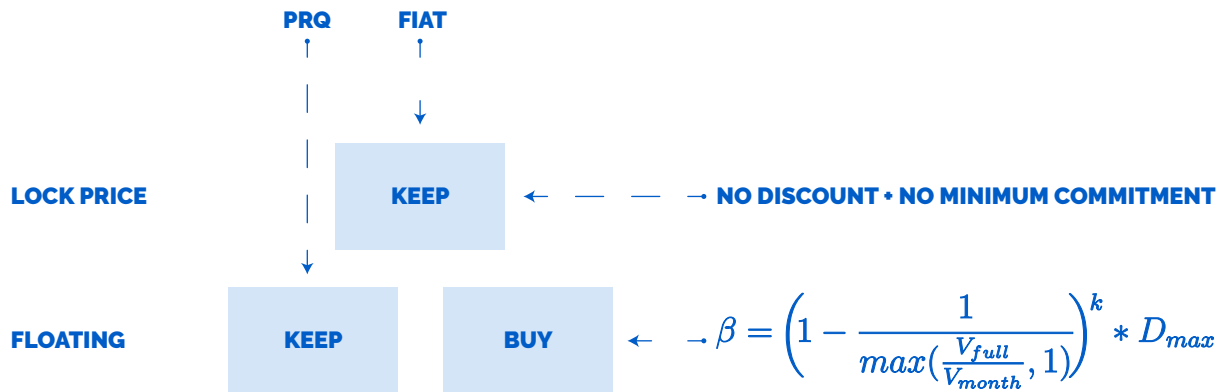 PRQ FIAT
LOCK PRICE KEEP NO DISCOUNT + NO MINIMUM COMMITMENT
FLOATING KEEP BUY β = (1 − 1 / max(V_full / V_month, 1))^k * D_max